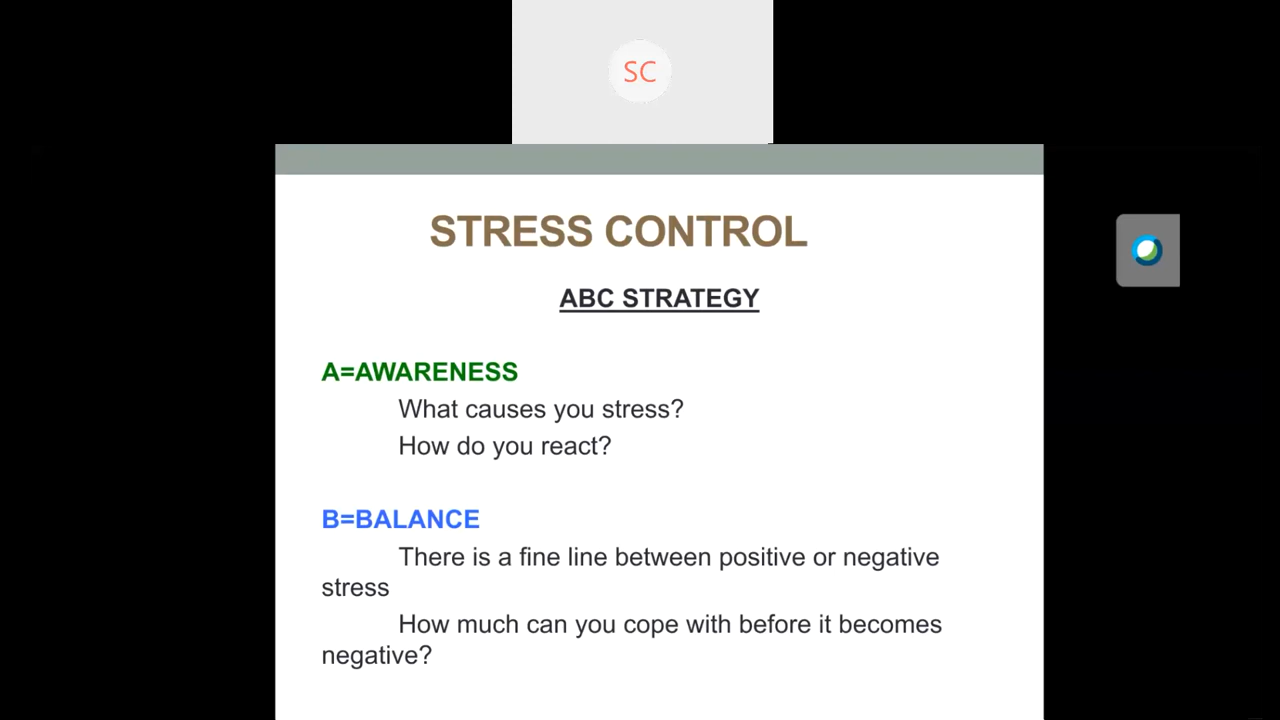 SC
STRESS CONTROL
ABC STRATEGY
A=AWARENESS
What causes you stress?
How do you react?
B=BALANCE
There is a fine line between positive or negative
stress
How much can you cope with before it becomes
negative?